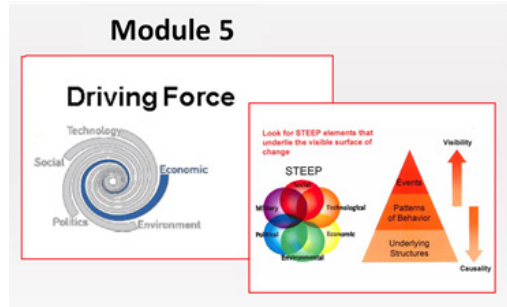 Module 5
Driving Force
Technology
Social
Economic
Politics
Environment
Look for STEEP elements that
underlie the visible surface of
change
STEEP
Social
Military
Technological
Political
Economic
Environmental
Visibility
Events
Patterns
of Behavior
Underlying
Structures
Causality